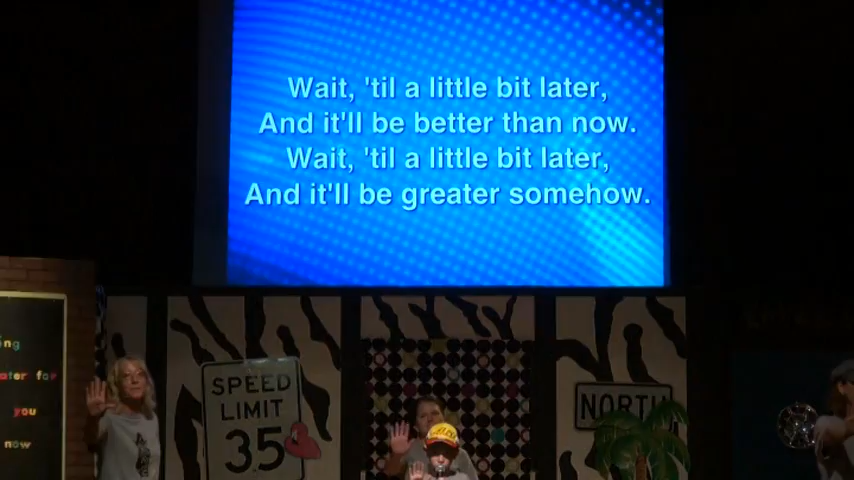 Wait, 'til a little bit later,
And it'll be better than now.
Wait, 'til a little bit later,
And it'll be greater somehow.
SPEED
LIMIT
35
NORTH
for
you
now